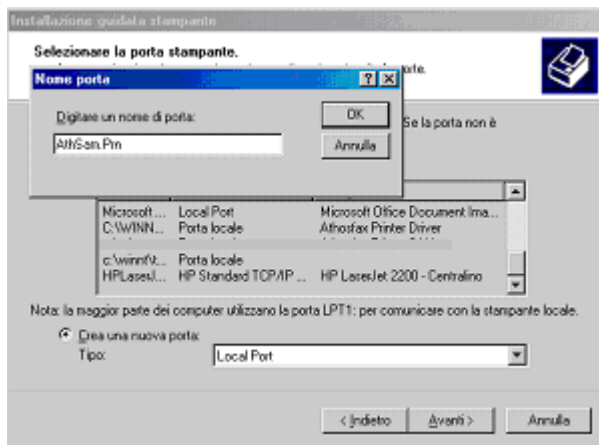 Installazione guidata stampante
Selezionare la porta stampante.
Nome porta
Digitare un nome di porta:
OK
AthSam.Prn
Annulla
Se la porta non è
Microsoft... Local Port Microsoft Office Document Ima...
C:\WINN... Porta locale Athosfax Printer Driver
c:\winnt\t... Porta locale
HPLaserJ... HP Standard TCP/IP ... HP LaserJet 2200 - Centralino
Nota: la maggior parte dei computer utilizzano la porta LPT1: per comunicare con la stampante locale.
Crea una nuova porta:
Tipo: Local Port
< Indietro Avanti > Annulla